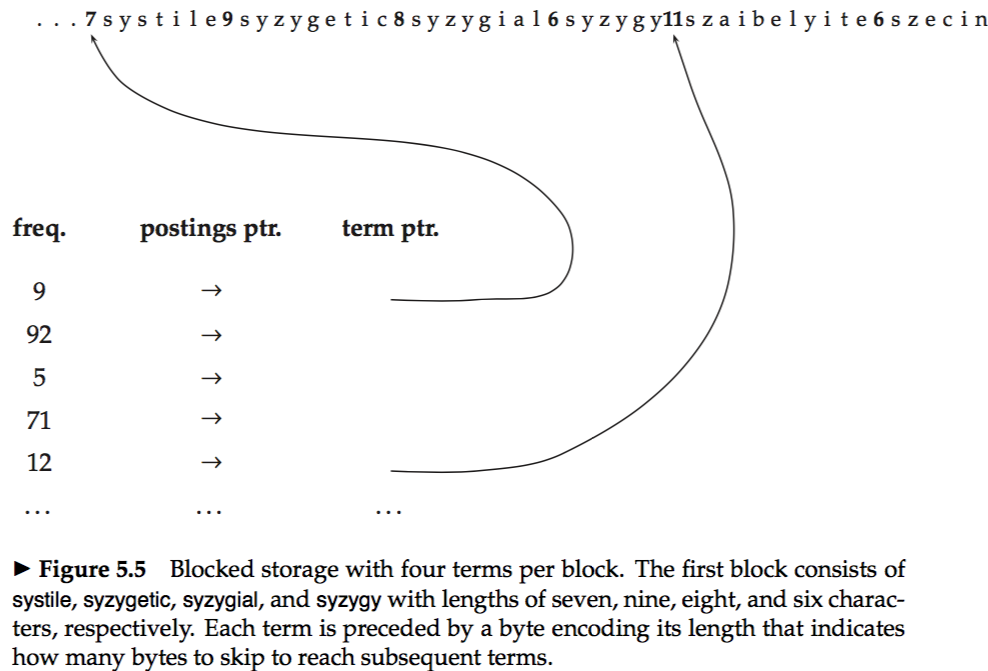 . . . 7 s y s t i l e 9 s y z y g e t i c 8 s y z y g i a l 6 s y z y g y 11 s z a i b e l y i t e 6 s z e c i n
freq. postings ptr. term ptr.
9 →
92 →
5 →
71 →
12 →
. . . . . . . . .
► Figure 5.5 Blocked storage with four terms per block. The first block consists of
systile, syzygetic, syzygial, and syzygy with lengths of seven, nine, eight, and six charac-
ters, respectively. Each term is preceded by a byte encoding its length that indicates
how many bytes to skip to reach subsequent terms.